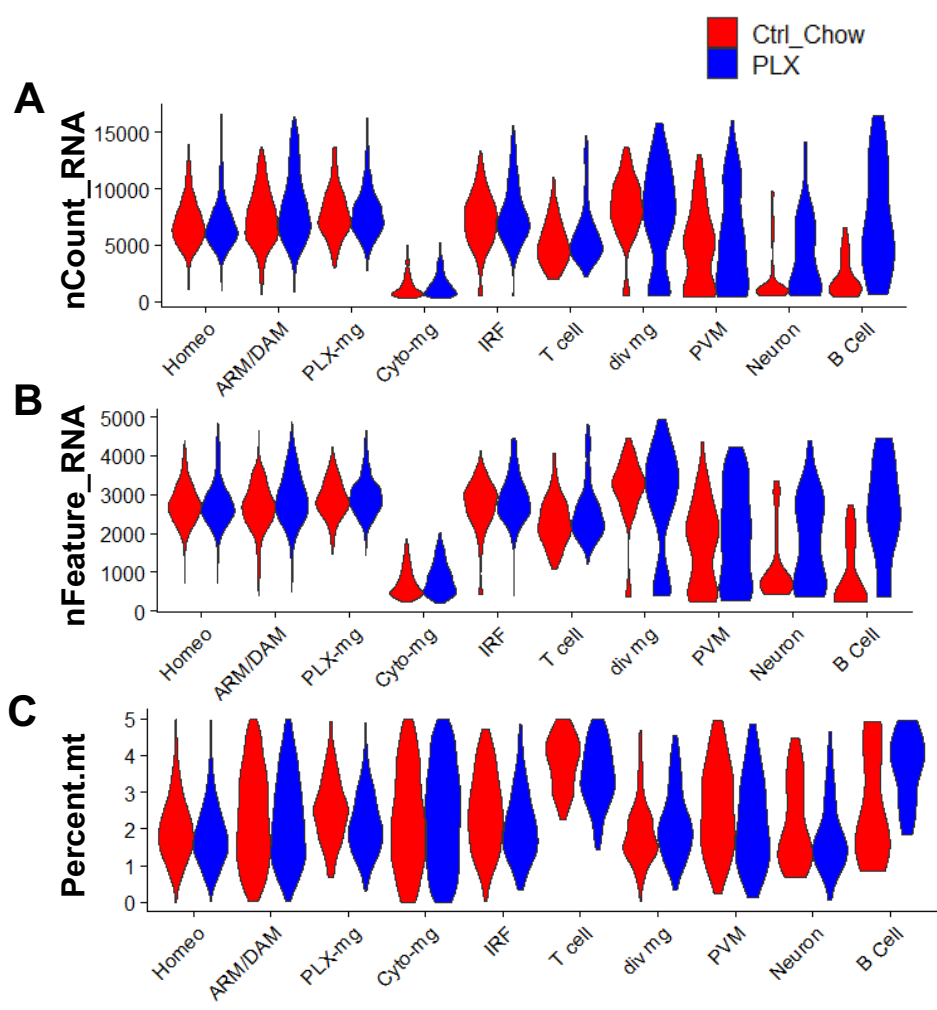 Ctrl_Chow
PLX
A
nCount_RNA
15000
10000
5000
0
Homeo
ARM/DAM
PLX-mg
Cyto-mg
IRF
T cell
div mg
PVM
Neuron
B Cell
B
nFeature_RNA
5000
4000
3000
2000
1000
0
Homeo
ARM/DAM
PLX-mg
Cyto-mg
IRF
T cell
div mg
PVM
Neuron
B Cell
C
Percent.mt
5
4
3
2
1
0
Homeo
ARM/DAM
PLX-mg
Cyto-mg
IRF
T cell
div mg
PVM
Neuron
B Cell